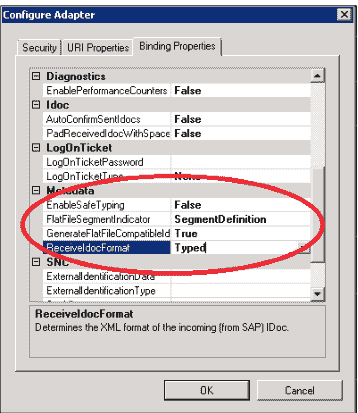 Configure Adapter
Security URI Properties Binding Properties
Diagnostics
EnablePerformanceCounters False
Idoc
AutoConfirmSentIdocs False
PadReceivedIdocWithSpace False
LogOnTicket
LogOnTicketPassword
LogOnTicketType None
Metadata
EnableSafeTyping False
FlatFileSegmentIndicator SegmentDefinition
GenerateFlatFileCompatibleId True
ReceiveIdocFormat Typed
SNC
ExternalIdentificationData
ExternalIdentificationType
ReceiveIdocFormat
Determines the XML format of the incoming (from SAP) IDoc.
OK Cancel